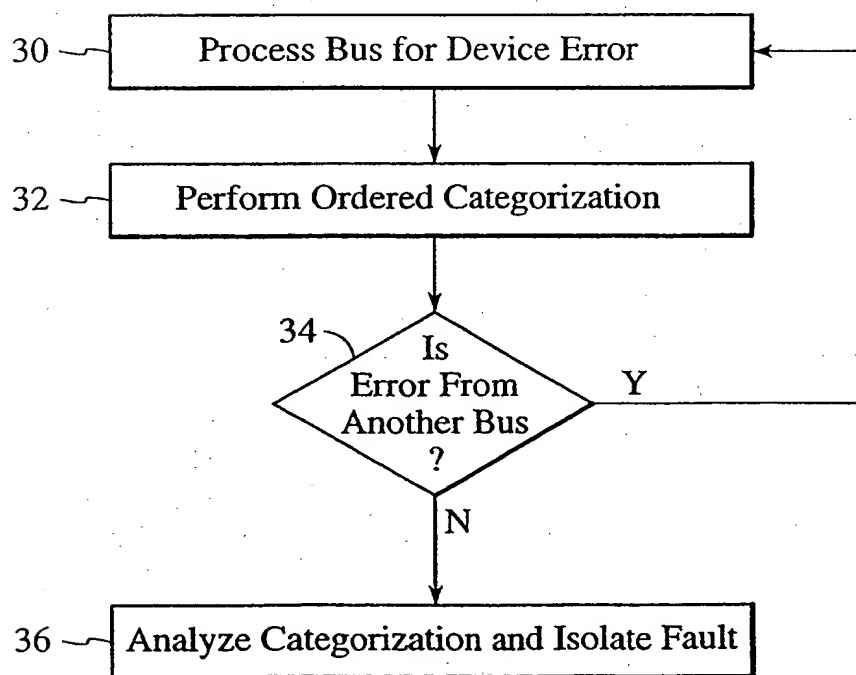 30 Process Bus for Device Error
32 Perform Ordered Categorization
34
Is
Error From
Another Bus
?
Y
N
36 Analyze Categorization and Isolate Fault